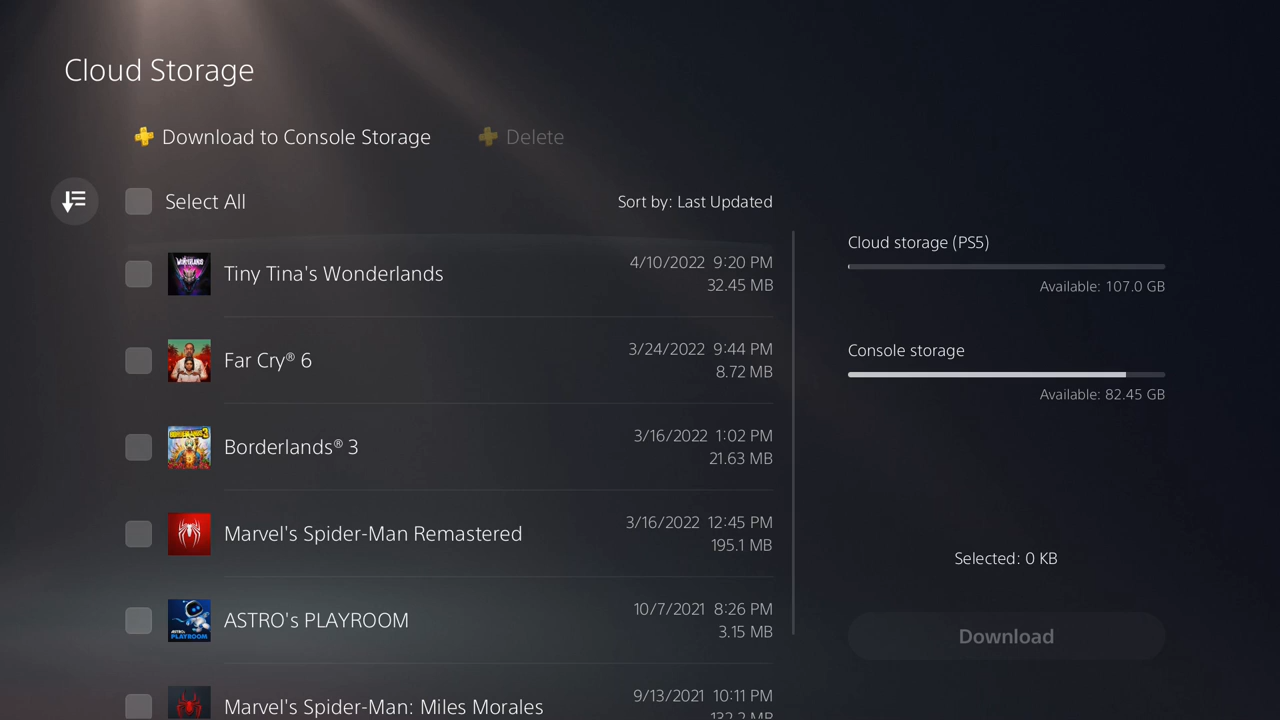 Cloud Storage
Download to Console Storage
Delete
Select All
Sort by: Last Updated
Tiny Tina's Wonderlands
4/10/2022 9:20 PM
32.45 MB
Far Cry® 6
3/24/2022 9:44 PM
8.72 MB
Borderlands® 3
3/16/2022 1:02 PM
21.63 MB
Marvel's Spider-Man Remastered
3/16/2022 12:45 PM
195.1 MB
ASTRO's PLAYROOM
10/7/2021 8:26 PM
3.15 MB
Marvel's Spider-Man: Miles Morales
9/13/2021 10:11 PM
132.2 MB
Cloud storage (PS5)
Available: 107.0 GB
Console storage
Available: 82.45 GB
Selected: 0 KB
Download